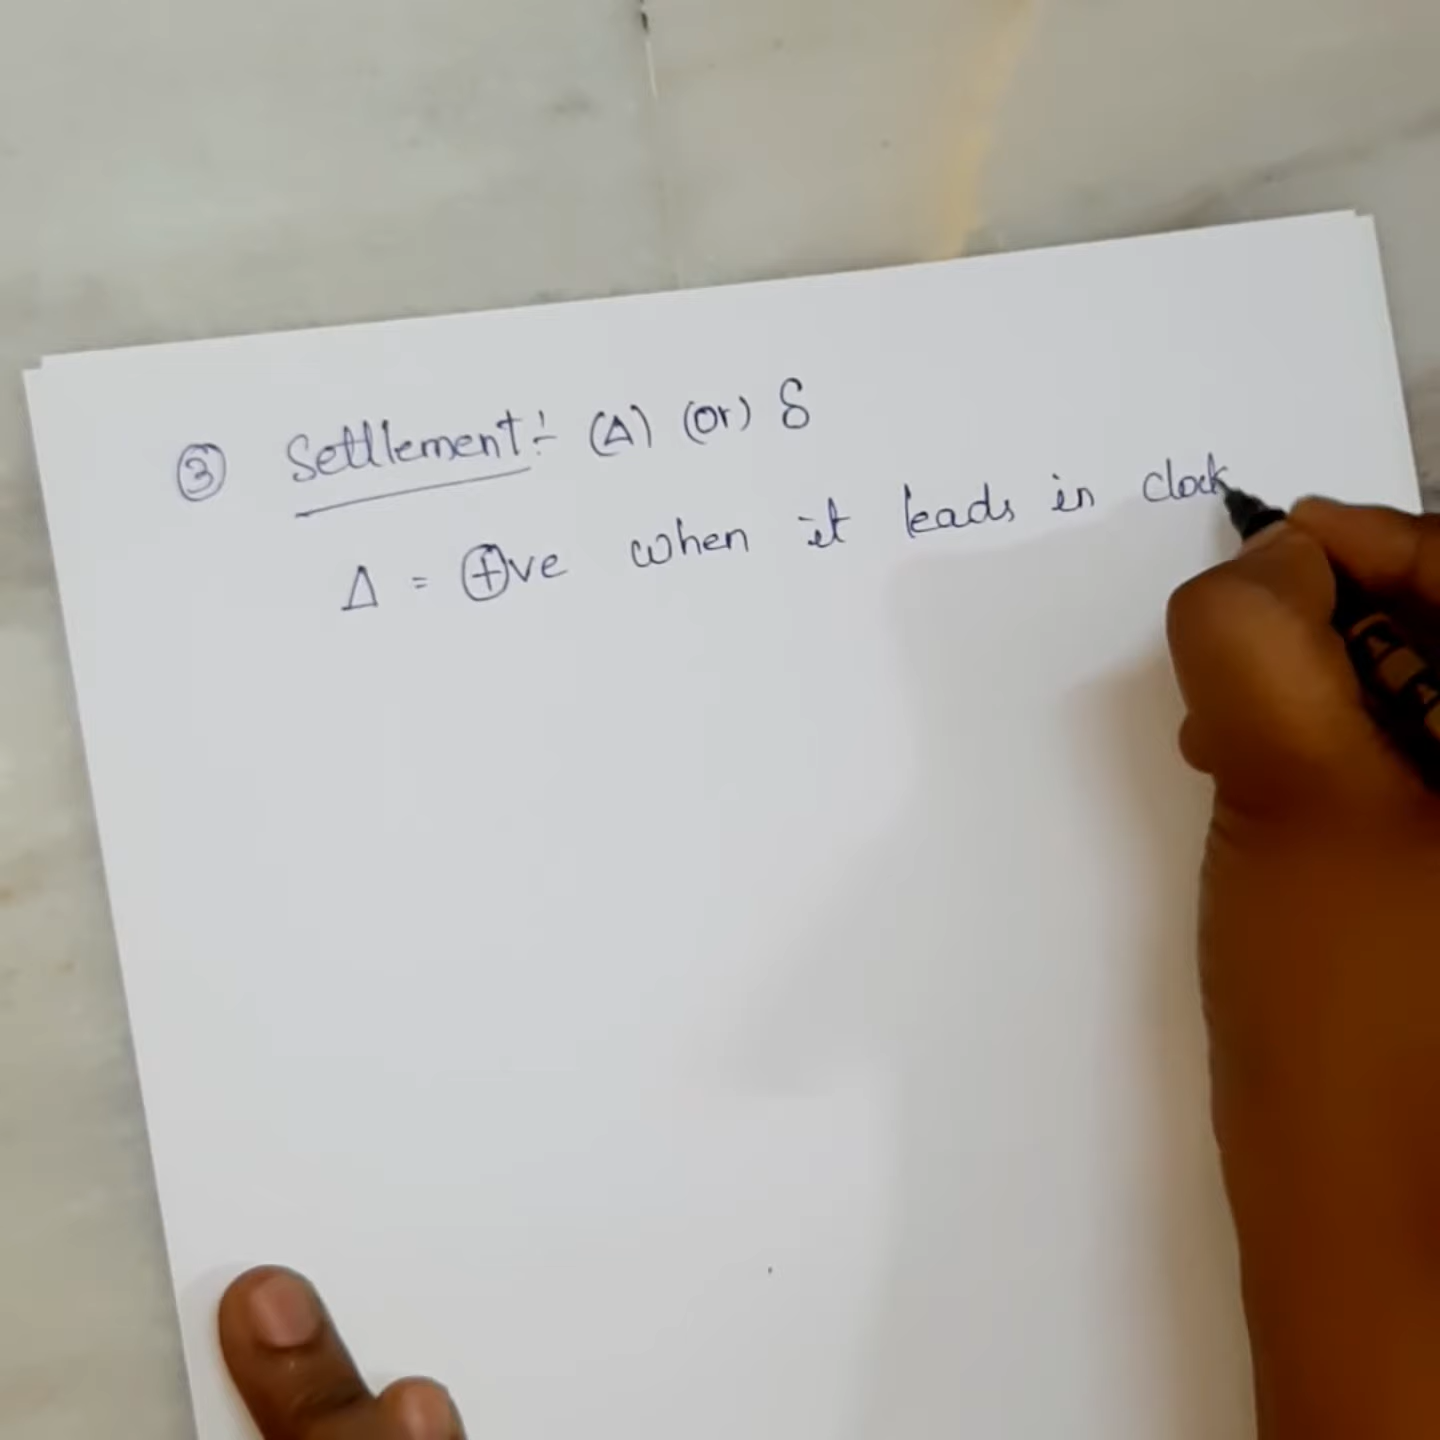 ③ Settlement:- (Δ) (or) δ
Δ = ⊕ve when it leads in clock